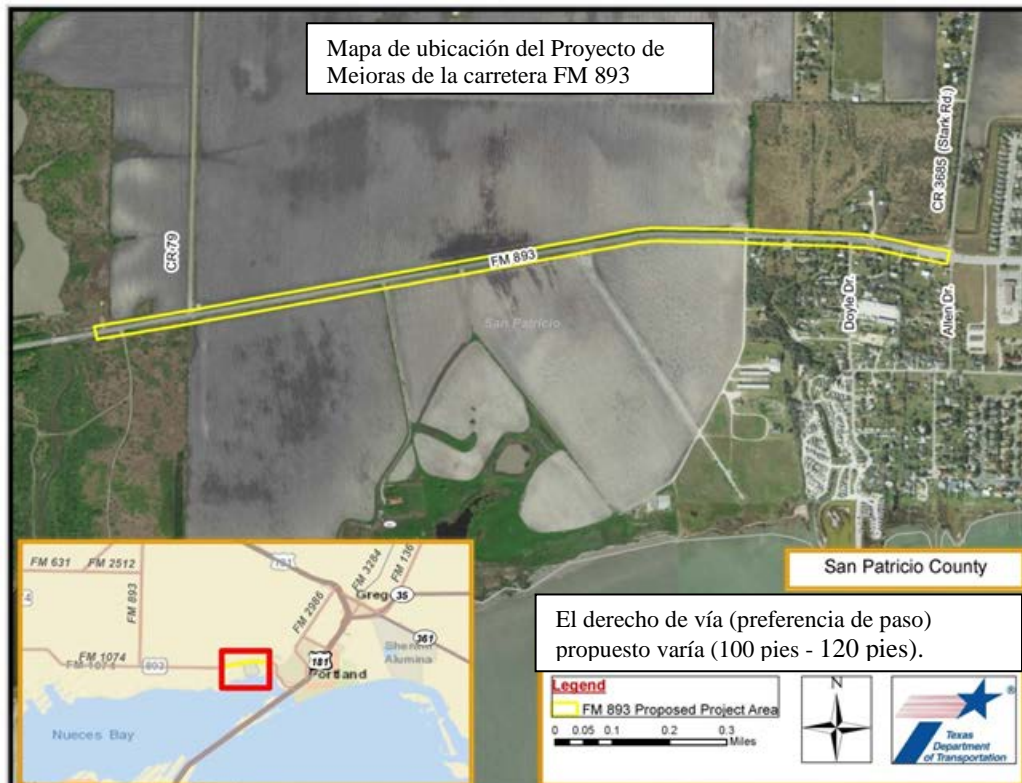 Mapa de ubicación del Proyecto de
Mejoras de la carretera FM 893
CR 3685 (Stark Rd.)
CR 79
FM 893
San Patricio
Doyle Dr.
Allen Dr.
San Patricio County
El derecho de vía (preferencia de paso)
propuesto varía (100 pies - 120 pies).
Legend
FM 893 Proposed Project Area
0 0.05 0.1 0.2 0.3
Miles
N
®
Texas
Department
of Transportation
FM 631
FM 2512
FM 893
181
FM 3284
FM 136
Greg
35
FM 2986
361
FM 1074
893
181
Portland
Sherwin
Alumina
Nueces Bay